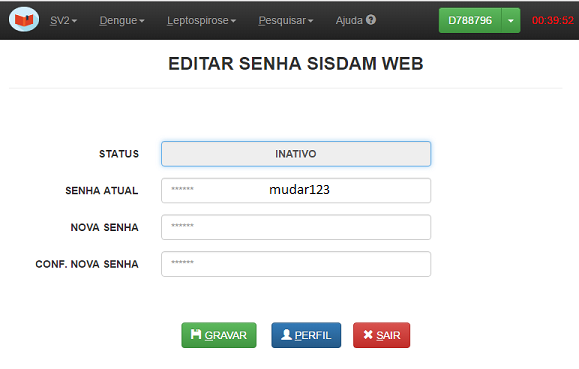 SV2 Dengue Leptospirose Pesquisar Ajuda D788796 00:39:52
EDITAR SENHA SISDAM WEB
STATUS INATIVO
SENHA ATUAL ****** mudar123
NOVA SENHA ******
CONF. NOVA SENHA ******
GRAVAR PERFIL SAIR